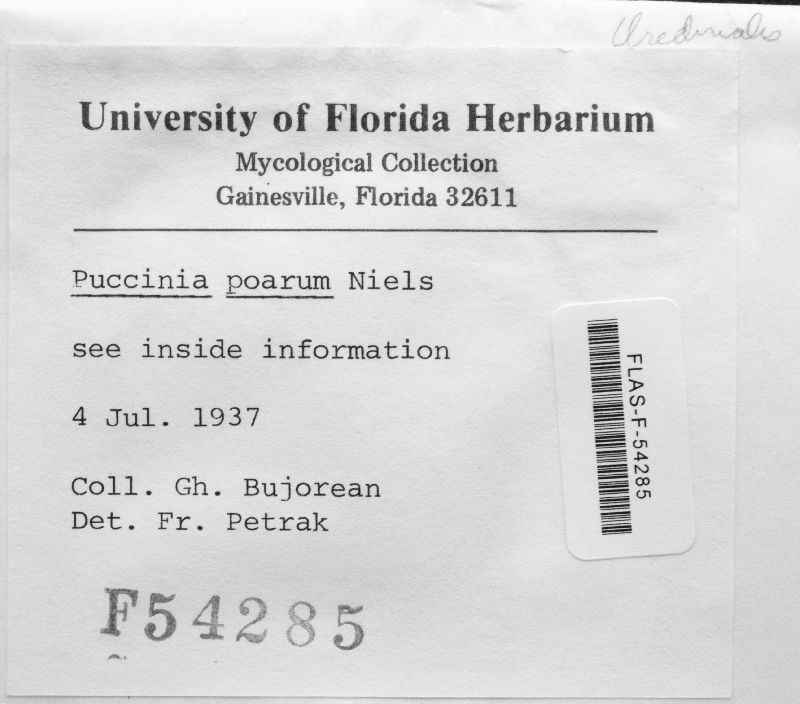 Uredinales
University of Florida Herbarium
Mycological Collection
Gainesville, Florida 32611
Puccinia poarum Niels
see inside information
4 Jul. 1937
Coll. Gh. Bujorean
Det. Fr. Petrak
FLAS-F-54285
F54285